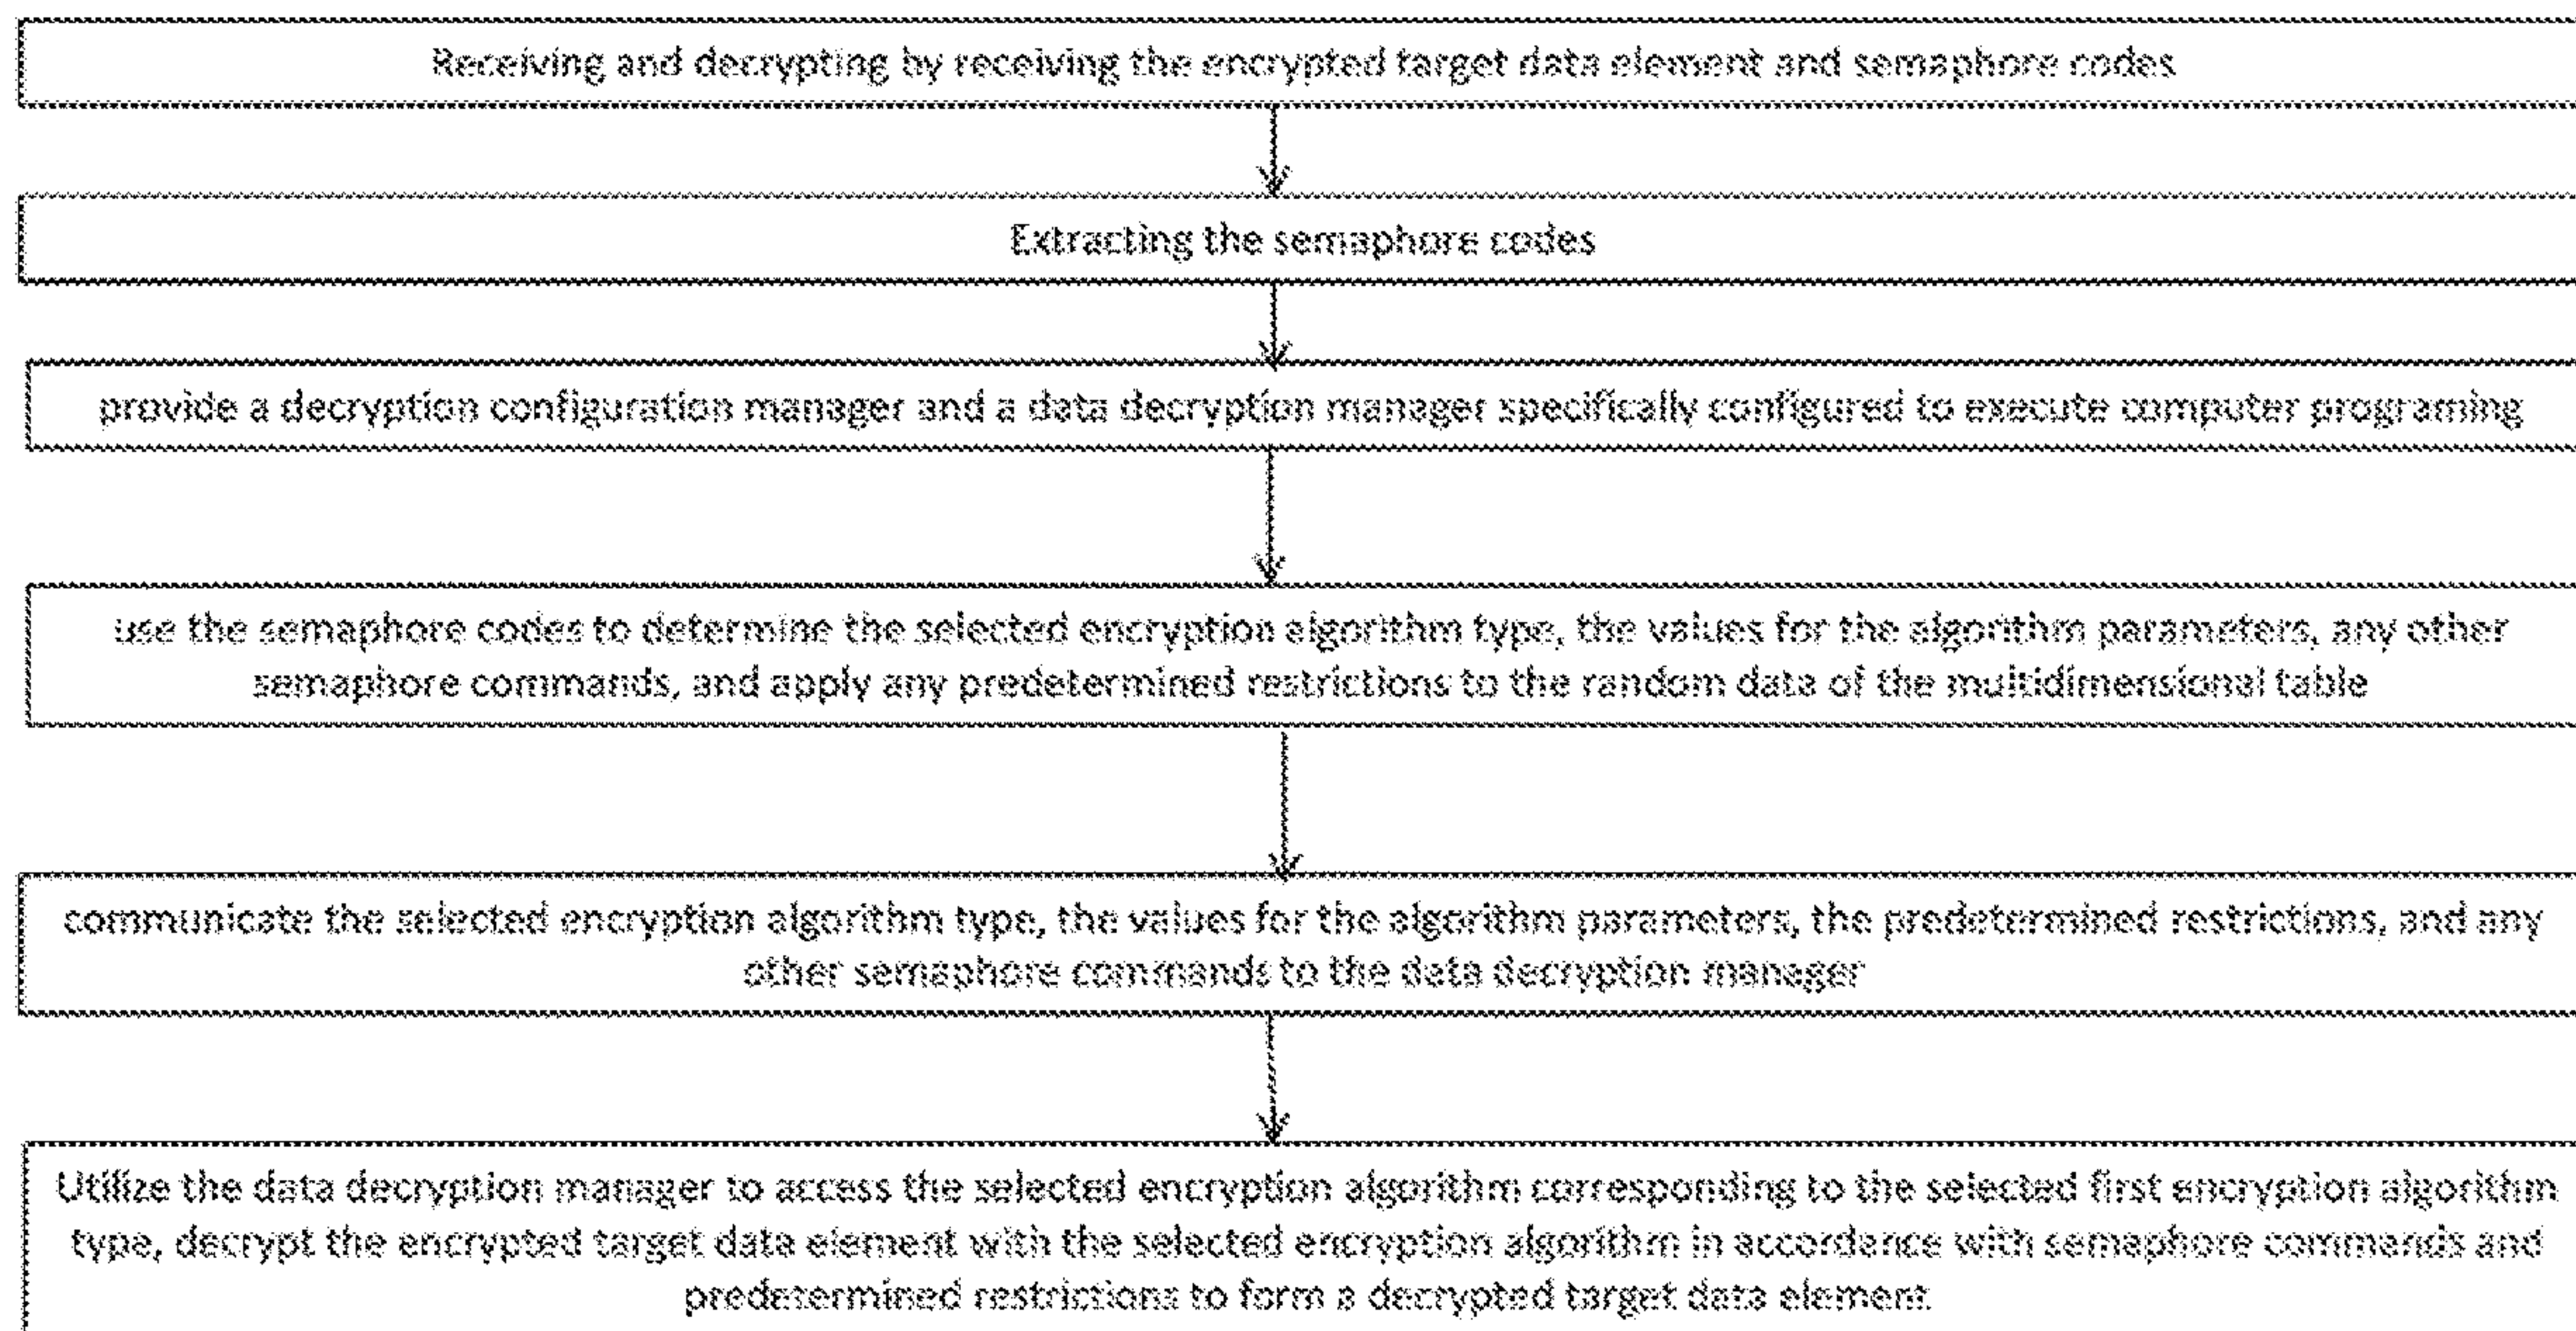 Receiving and decrypting by receiving the encrypted target data element and semaphore codes
Extracting the semaphore codes
provide a decryption configuration manager and a data decryption manager specifically configured to execute computer programing
use the semaphore codes to determine the selected encryption algorithm type, the values for the algorithm parameters, any other
semaphore commands, and apply any predetermined restrictions to the random data of the multidimensional table
communicate the selected encryption algorithm type, the values for the algorithm parameters, the predetermined restrictions, and any
other semaphore commands to the data decryption manager
Utilize the data decryption manager to access the selected encryption algorithm corresponding to the selected first encryption algorithm
type, decrypt the encrypted target data element with the selected encryption algorithm in accordance with semaphore commands and
predetermined restrictions to form a decrypted target data element